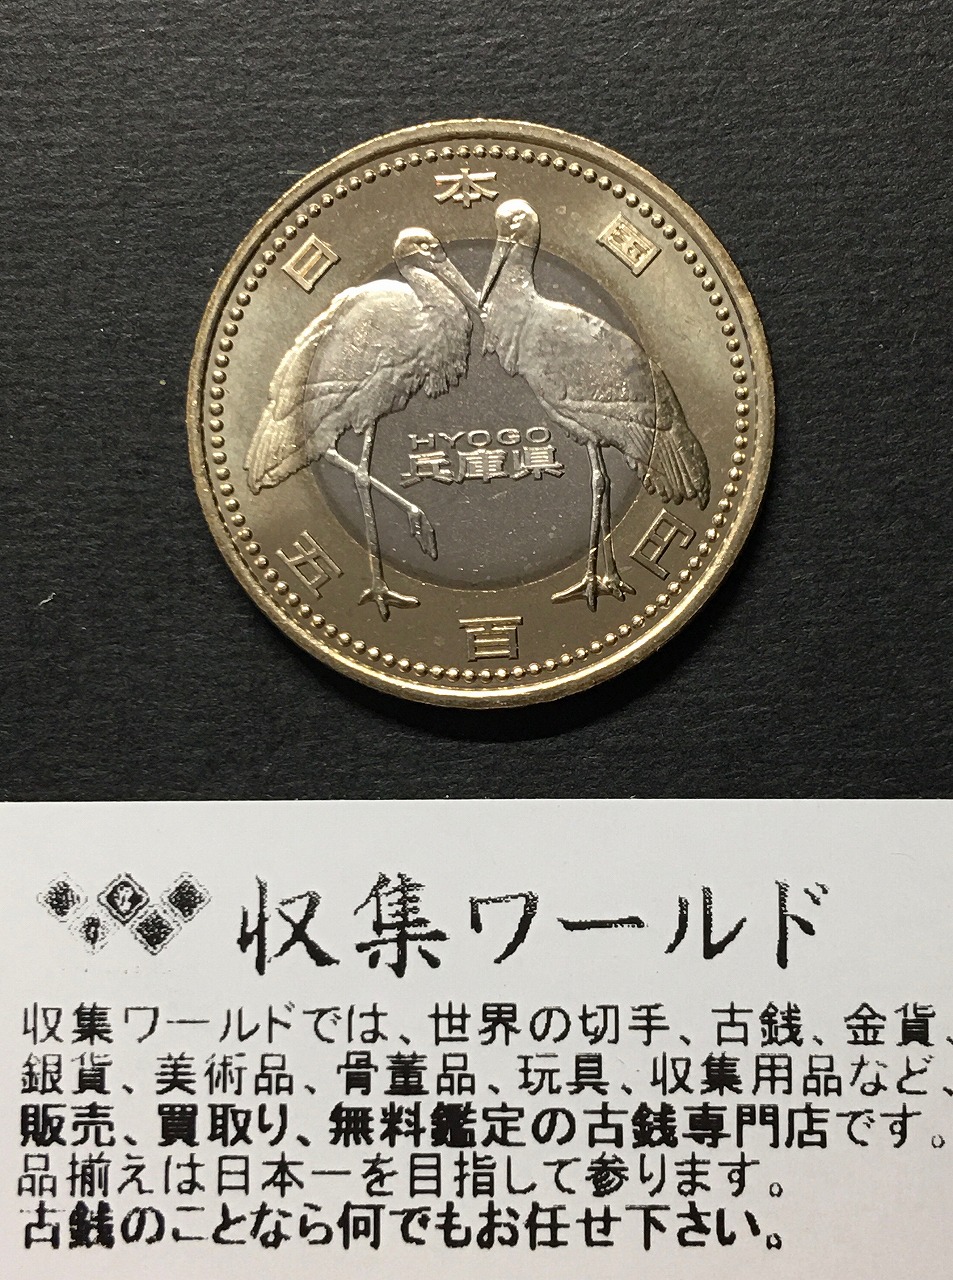 日本国
HYOGO
兵庫県
五百円
収集ワールド
収集ワールドでは、世界の切手、古銭、金貨、
銀貨、美術品、骨董品、玩具、収集用品など、
販売、買取り、無料鑑定の古銭専門店です。
品揃えは日本一を目指して参ります。
古銭のことなら何でもお任せ下さい。